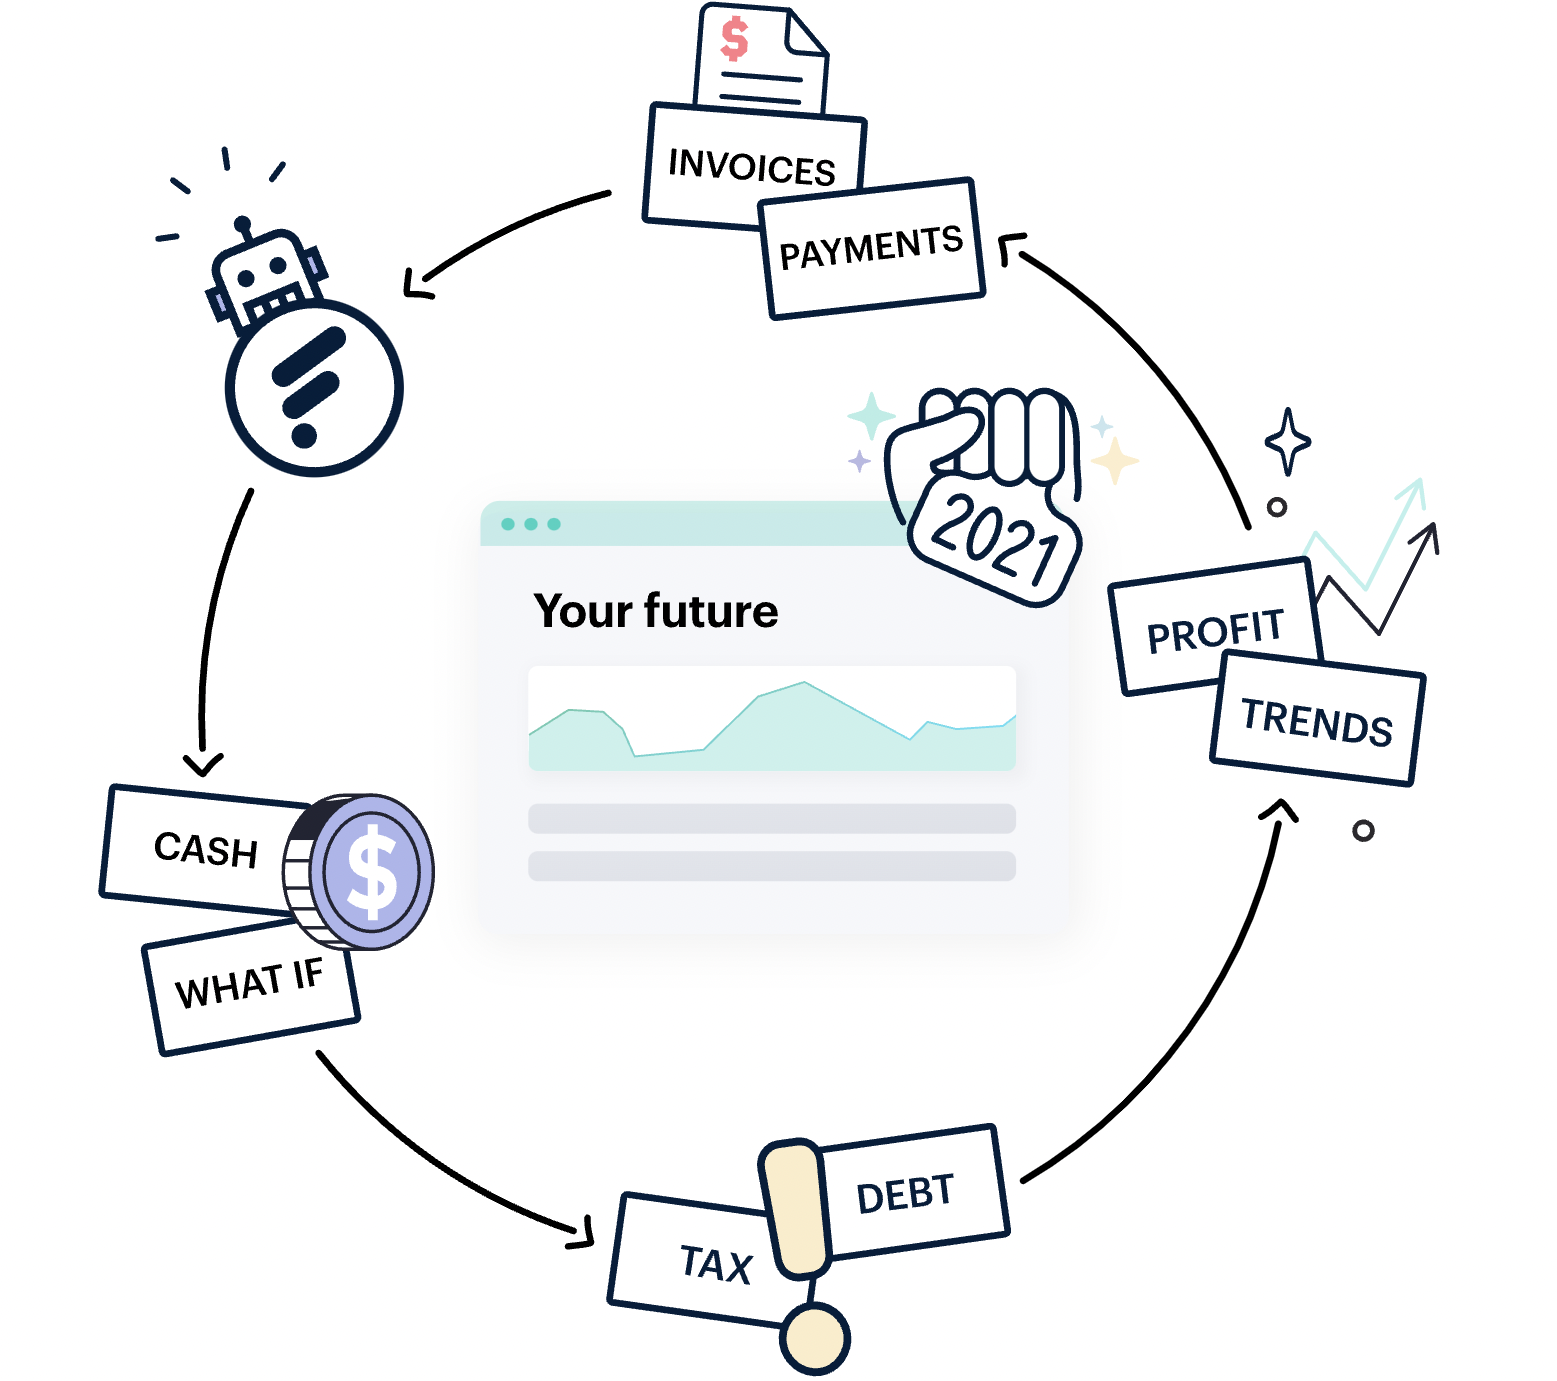 $
INVOICES
PAYMENTS
2021
Your future
PROFIT
TRENDS
CASH
$
WHAT IF
DEBT
TAX